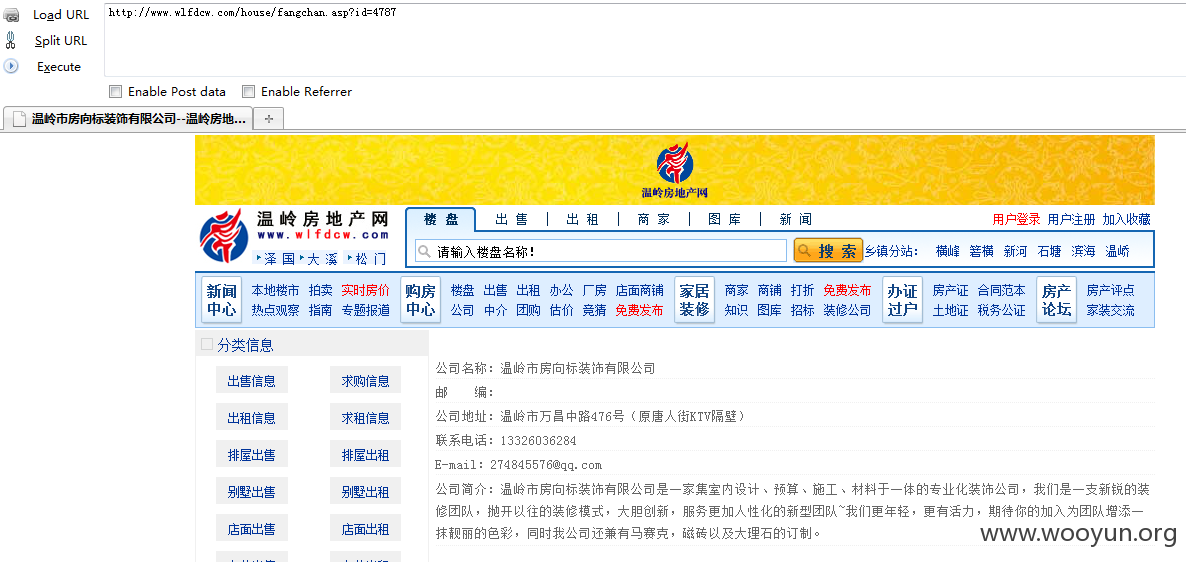 Load URL
http://www.wlfdcw.com/house/fangchan.asp?id=4787
Split URL
Execute
Enable Post data Enable Referrer
温岭市房向标装饰有限公司--温岭房地...
温岭房地产网
温岭房地产网
www.wlfdcw.com
泽国 大溪 松门
楼盘 出售 出租 商家 图库 新闻
用户登录 用户注册 加入收藏
请输入楼盘名称!
搜索
乡镇分站: 横峰 箬横 新河 石塘 滨海 温峤
新闻中心 本地楼市 拍卖 实时房价 购房中心 楼盘 出售 出租 办公 厂房 店面商铺 家居装修 商家 商铺 打折 免费发布 办证过户 房产证 合同范本 房产论坛 房产评点
热点观察 指南 专题报道 公司 中介 团购 估价 竞猜 免费发布 知识 图库 招标 装修公司 土地证 税务公证 家装交流
分类信息
出售信息 求购信息
出租信息 求租信息
排屋出售 排屋出租
别墅出售 别墅出租
店面出售 店面出租
公司名称: 温岭市房向标装饰有限公司
邮 编:
公司地址: 温岭市万昌中路476号(原唐人街KTV隔壁)
联系电话: 13326036284
E-mail: 274845576@qq.com
公司简介: 温岭市房向标装饰有限公司是一家集室内设计、预算、施工、材料于一体的专业化装饰公司, 我们是一支新锐的装
修团队, 抛开以往的装修模式, 大胆创新, 服务更加人性化的新型团队~我们更年轻, 更有活力, 期待你的加入为团队增添一
抹靓丽的色彩, 同时我公司还兼有马赛克, 磁砖以及大理石的订制。
www.wooyun.org